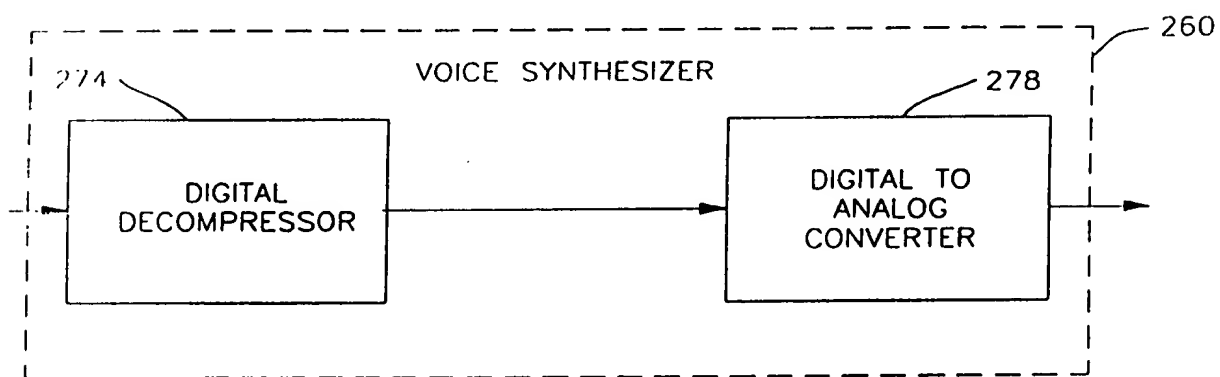 260
VOICE SYNTHESIZER
274
278
DIGITAL
DECOMPRESSOR
DIGITAL TO
ANALOG
CONVERTER